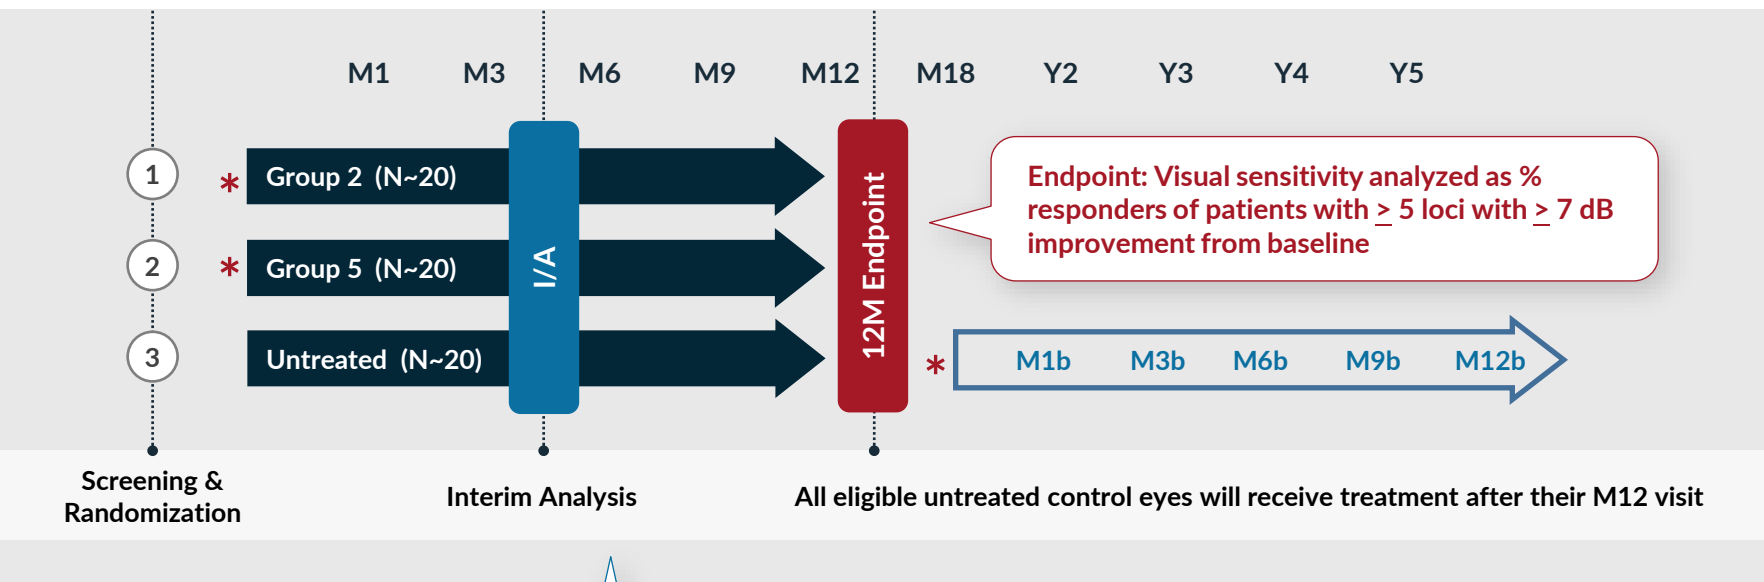 M1 M3 M6 M9 M12 M18 Y2 Y3 Y4 Y5
1 * Group 2 (N~20)
2 * Group 5 (N~20)
3 Untreated (N~20)
I/A
12M Endpoint
Endpoint: Visual sensitivity analyzed as %
responders of patients with > 5 loci with > 7 dB
improvement from baseline
* M1b M3b M6b M9b M12b
Screening &
Randomization
Interim Analysis
All eligible untreated control eyes will receive treatment after their M12 visit